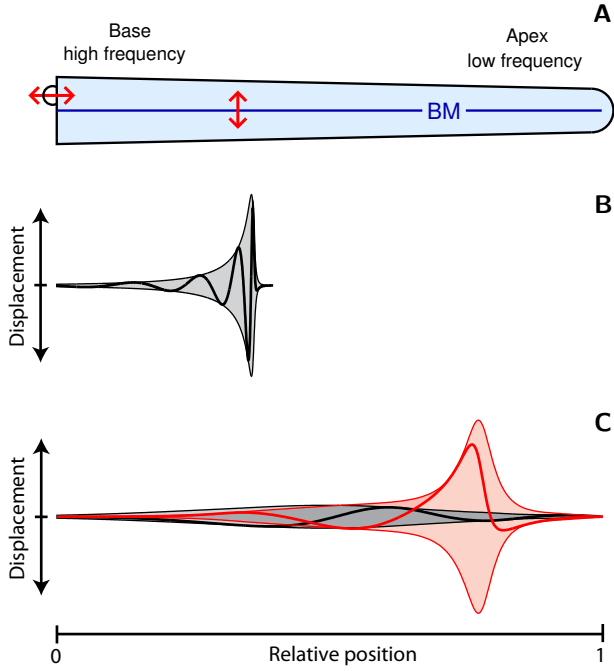 A
Base
high frequency
Apex
low frequency
BM
B
Displacement
C
Displacement
0
Relative position
1